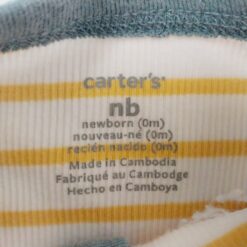 carter's
nb
newborn (0m)
nouveau-né (0m)
recién nacido (0m)
Made in Cambodia
Fabriqué au Cambodge
Hecho en Camboya